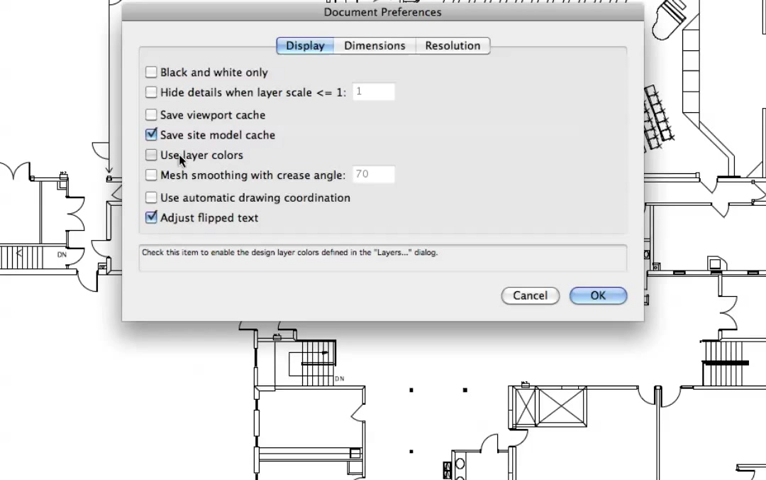 Document Preferences
Display Dimensions Resolution
Black and white only
Hide details when layer scale <= 1: 1
Save viewport cache
Save site model cache
Use layer colors
Mesh smoothing with crease angle: 70
Use automatic drawing coordination
Adjust flipped text
Check this item to enable the design layer colors defined in the "Layers..." dialog.
DN
Cancel OK
DN